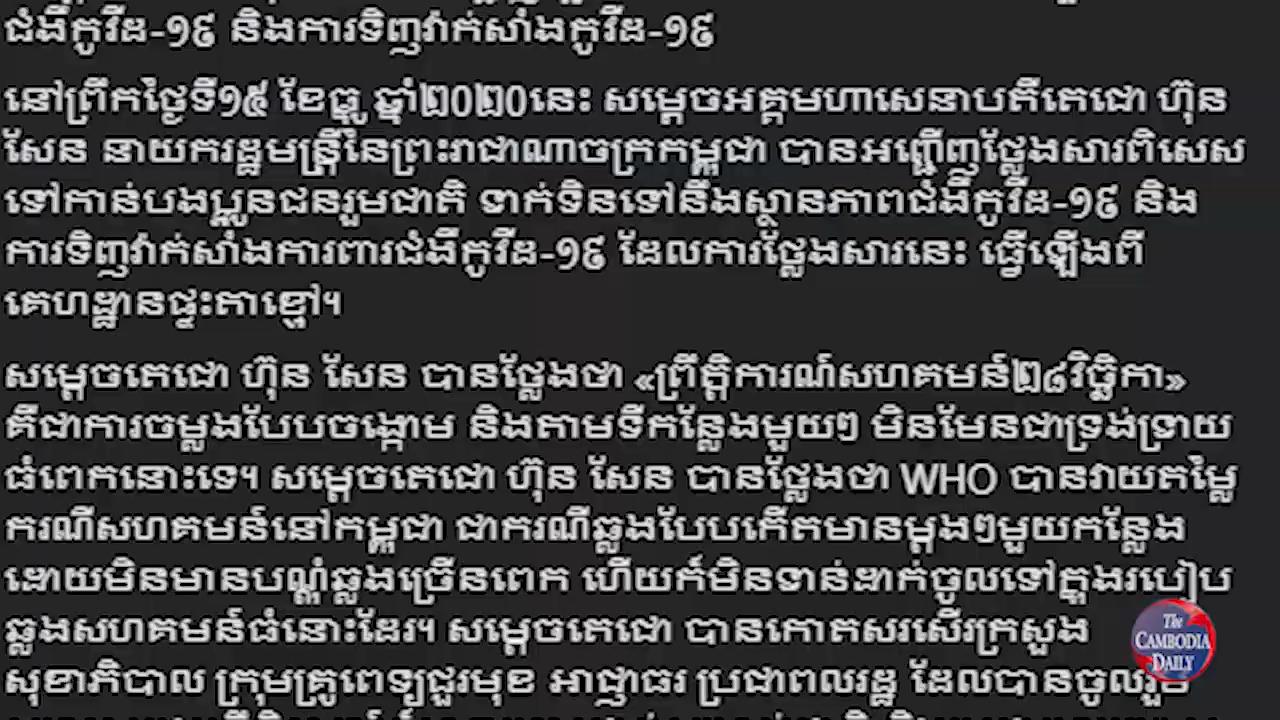 ជំងឺកូវីដ-១៩ និងការទិញវ៉ាក់សាំងកូវីដ-១៩
នៅព្រឹកថ្ងៃទី១៥ ខែធ្នូ ឆ្នាំ២០២០នេះ សម្តេចអគ្គមហាសេនាបតីតេជោ ហ៊ុន
សែន នាយករដ្ឋមន្ត្រីនៃព្រះរាជាណាចក្រកម្ពុជា បានអញ្ជើញថ្លែងសារពិសេស
ទៅកាន់បងប្អូនជនរួមជាតិ ទាក់ទិនទៅនឹងស្ថានភាពជំងឺកូវីដ-១៩ និង
ការទិញវ៉ាក់សាំងការពារជំងឺកូវីដ-១៩ ដែលការថ្លែងសារនេះ ធ្វើឡើងពី
គេហដ្ឋានផ្ទះតាខ្មៅ។
សម្តេចតេជោ ហ៊ុន សែន បានថ្លែងថា «ព្រឹត្តិការណ៍សហគមន៍២៨វិច្ឆិកា»
គឺជាការចម្លងបែបចង្កោម និងតាមទីកន្លែងមួយៗ មិនមែនជាទ្រង់ទ្រាយ
ធំពេកនោះទេ។ សម្តេចតេជោ ហ៊ុន សែន បានថ្លែងថា WHO បានវាយតម្លៃ
ករណីសហគមន៍នៅកម្ពុជា ជាករណីឆ្លងបែបកើតមានម្តុងៗមួយកន្លែង
ដោយមិនមានបណ្តុំឆ្លងច្រើនពេក ហើយក៍មិនទាន់ដាក់ចូលទៅក្នុងរបៀប
ឆ្លងសហគមន៍ធំនោះដែរ។ សម្តេចតេជោ បានកោតសរសើរក្រសួង
សុខាភិបាល ក្រុមគ្រូពេទ្យជួរមុខ អាជ្ញាធរ ប្រជាពលរដ្ឋ ដែលបានចូលរួម
The
CAMBODIA
DAILY